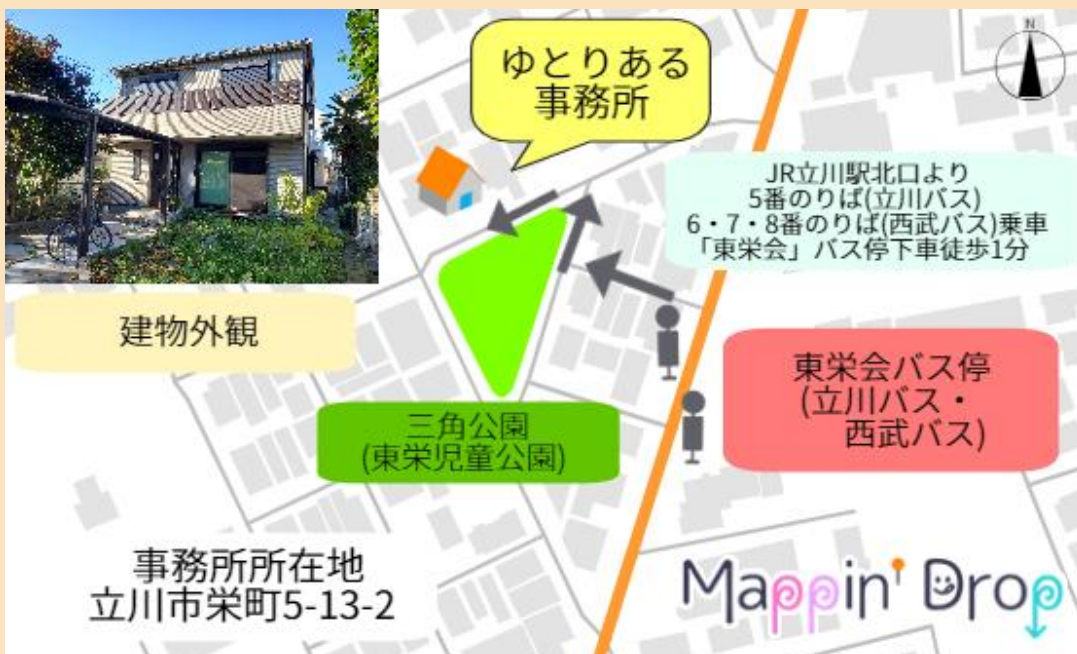 ゆとりある
事務所
N
JR立川駅北口より
5番のりば(立川バス)
6・7・8番のりば(西武バス)乗車
「東栄会」バス停下車徒歩1分
建物外観
東栄会バス停
(立川バス・
西武バス)
三角公園
(東栄児童公園)
事務所所在地
立川市栄町5-13-2
Mappin' Drop